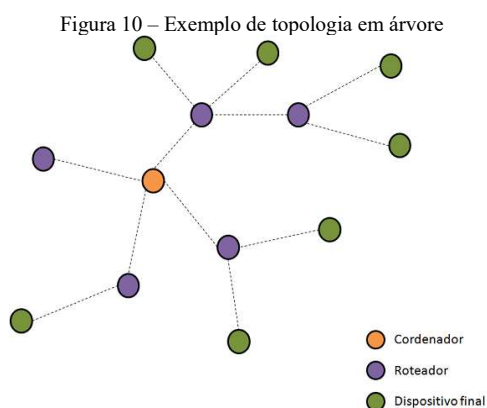 Figura 10 – Exemplo de topologia em árvore
Cordenador
Roteador
Dispositivo final